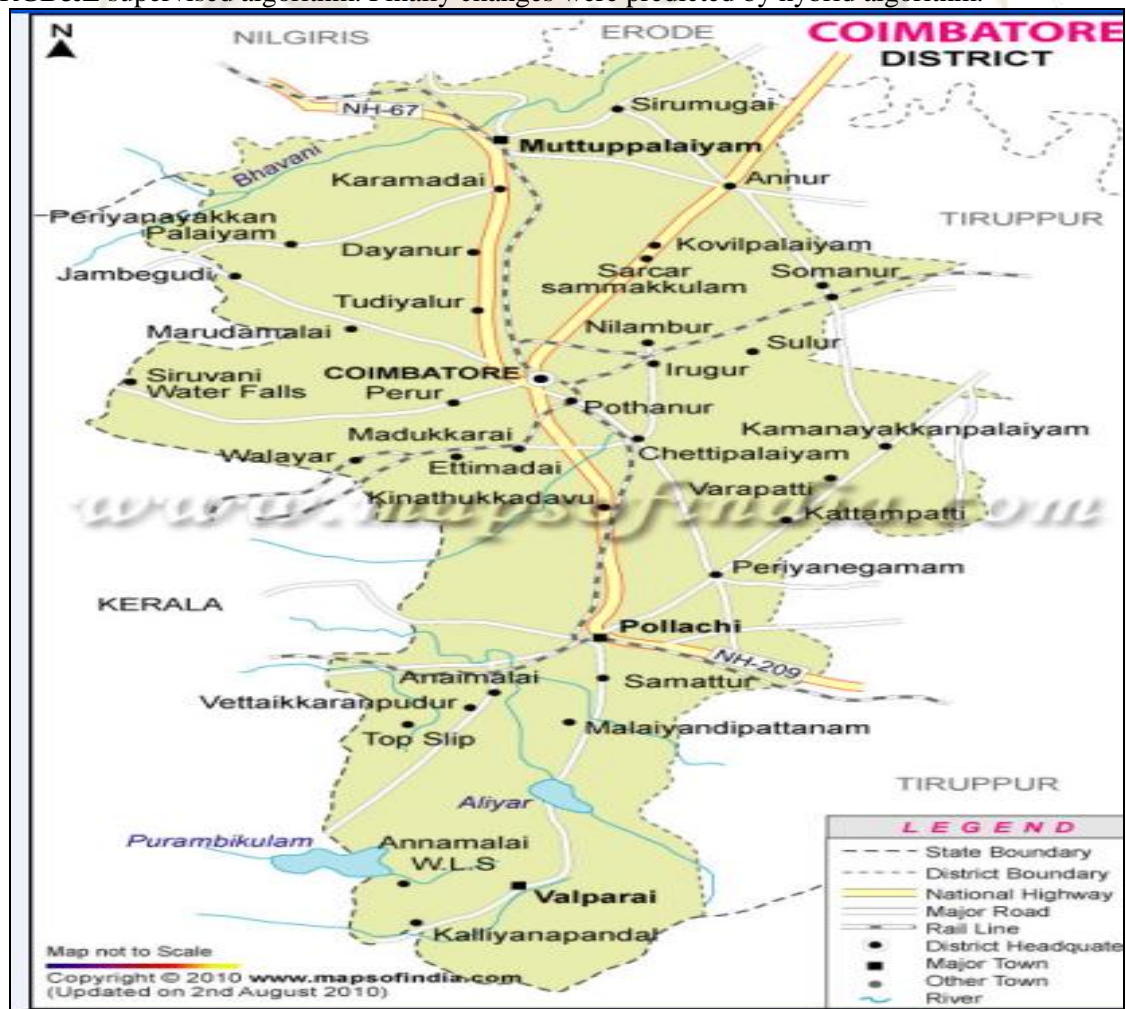 supervised algorithm. Finally changes were predicted by hybrid algorithm.
N
NILGIRIS
ERODE
COIMBATORE
DISTRICT
NH-67
Sirumugai
Muttuppalaiyam
Bhavani
Karamadai
Annur
Periyanayakkan
Palaiyam
TIRUPPUR
Dayanur
Kovilpalaiyam
Jambegudi
Sarcar
sammakkulam
Somanur
Tudiyalur
Marudamalai
Nilambur
Sulur
COIMBATORE
Irugur
Siruvani
Water Falls
Perur
Pothanur
Madukkarai
Kamanayakkanpalaiyam
Walayar
Ettimadai
Chettipalaiyam
Kinathukkadavu
Varapatti
www.mapsofindia.com
Kattampatti
Periyanegamam
KERALA
Pollachi
NH-209
Anaimalai
Samattur
Vettaikkaranpudur
Top Slip
Malaiyandipattanam
TIRUPPUR
Aliyar
Purambikulam
Annamalai
W.L.S
Valparai
Kalliyanapandal
LEGEND
State Boundary
District Boundary
National Highway
Major Road
Rail Line
District Headquate
Major Town
Other Town
River
Map not to Scale
Copyright © 2010 www.mapsofindia.com
(Updated on 2nd August 2010)